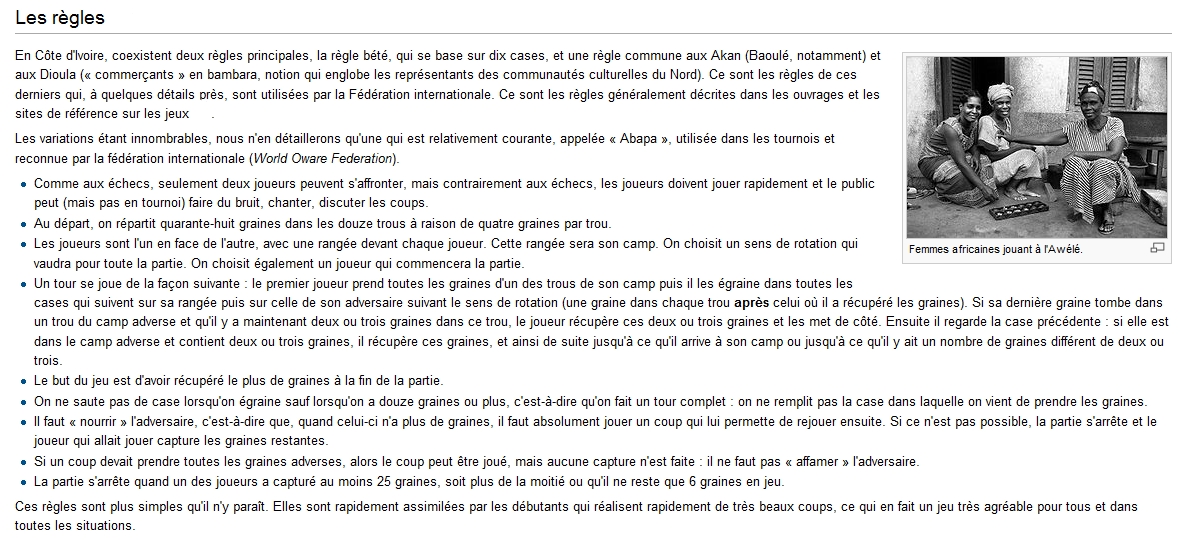 Les règles
En Côte d'Ivoire, coexistent deux règles principales, la règle bété, qui se base sur dix cases, et une règle commune aux Akan (Baoulé, notamment) et
aux Dioula (« commerçants » en bambara, notion qui englobe les représentants des communautés culturelles du Nord). Ce sont les règles de ces
derniers qui, à quelques détails près, sont utilisées par la Fédération internationale. Ce sont les règles généralement décrites dans les ouvrages et les
sites de référence sur les jeux .
Les variations étant innombrables, nous n'en détaillerons qu'une qui est relativement courante, appelée « Abapa », utilisée dans les tournois et
reconnue par la fédération internationale (World Oware Federation).
Comme aux échecs, seulement deux joueurs peuvent s'affronter, mais contrairement aux échecs, les joueurs doivent jouer rapidement et le public
peut (mais pas en tournoi) faire du bruit, chanter, discuter les coups.
Au départ, on répartit quarante-huit graines dans les douze trous à raison de quatre graines par trou.
Les joueurs sont l'un en face de l'autre, avec une rangée devant chaque joueur. Cette rangée sera son camp. On choisit un sens de rotation qui
vaudra pour toute la partie. On choisit également un joueur qui commencera la partie.
Femmes africaines jouant à l'Awélé.
Un tour se joue de la façon suivante : le premier joueur prend toutes les graines d'un des trous de son camp puis il les égraine dans toutes les
cases qui suivent sur sa rangée puis sur celle de son adversaire suivant le sens de rotation (une graine dans chaque trou après celui où il a récupéré les graines). Si sa dernière graine tombe dans
un trou du camp adverse et qu'il y a maintenant deux ou trois graines dans ce trou, le joueur récupère ces deux ou trois graines et les met de côté. Ensuite il regarde la case précédente : si elle est
dans le camp adverse et contient deux ou trois graines, il récupère ces graines, et ainsi de suite jusqu'à ce qu'il arrive à son camp ou jusqu'à ce qu'il y ait un nombre de graines différent de deux ou
trois.
Le but du jeu est d'avoir récupéré le plus de graines à la fin de la partie.
On ne saute pas de case lorsqu'on égraine sauf lorsqu'on a douze graines ou plus, c'est-à-dire qu'on fait un tour complet : on ne remplit pas la case dans laquelle on vient de prendre les graines.
Il faut « nourrir » l'adversaire, c'est-à-dire que, quand celui-ci n'a plus de graines, il faut absolument jouer un coup qui lui permette de rejouer ensuite. Si ce n'est pas possible, la partie s'arrête et le
joueur qui allait jouer capture les graines restantes.
Si un coup devait prendre toutes les graines adverses, alors le coup peut être joué, mais aucune capture n'est faite : il ne faut pas « affamer » l'adversaire.
La partie s'arrête quand un des joueurs a capturé au moins 25 graines, soit plus de la moitié ou qu'il ne reste que 6 graines en jeu.
Ces règles sont plus simples qu'il n'y paraît. Elles sont rapidement assimilées par les débutants qui réalisent rapidement de très beaux coups, ce qui en fait un jeu très agréable pour tous et dans
toutes les situations.